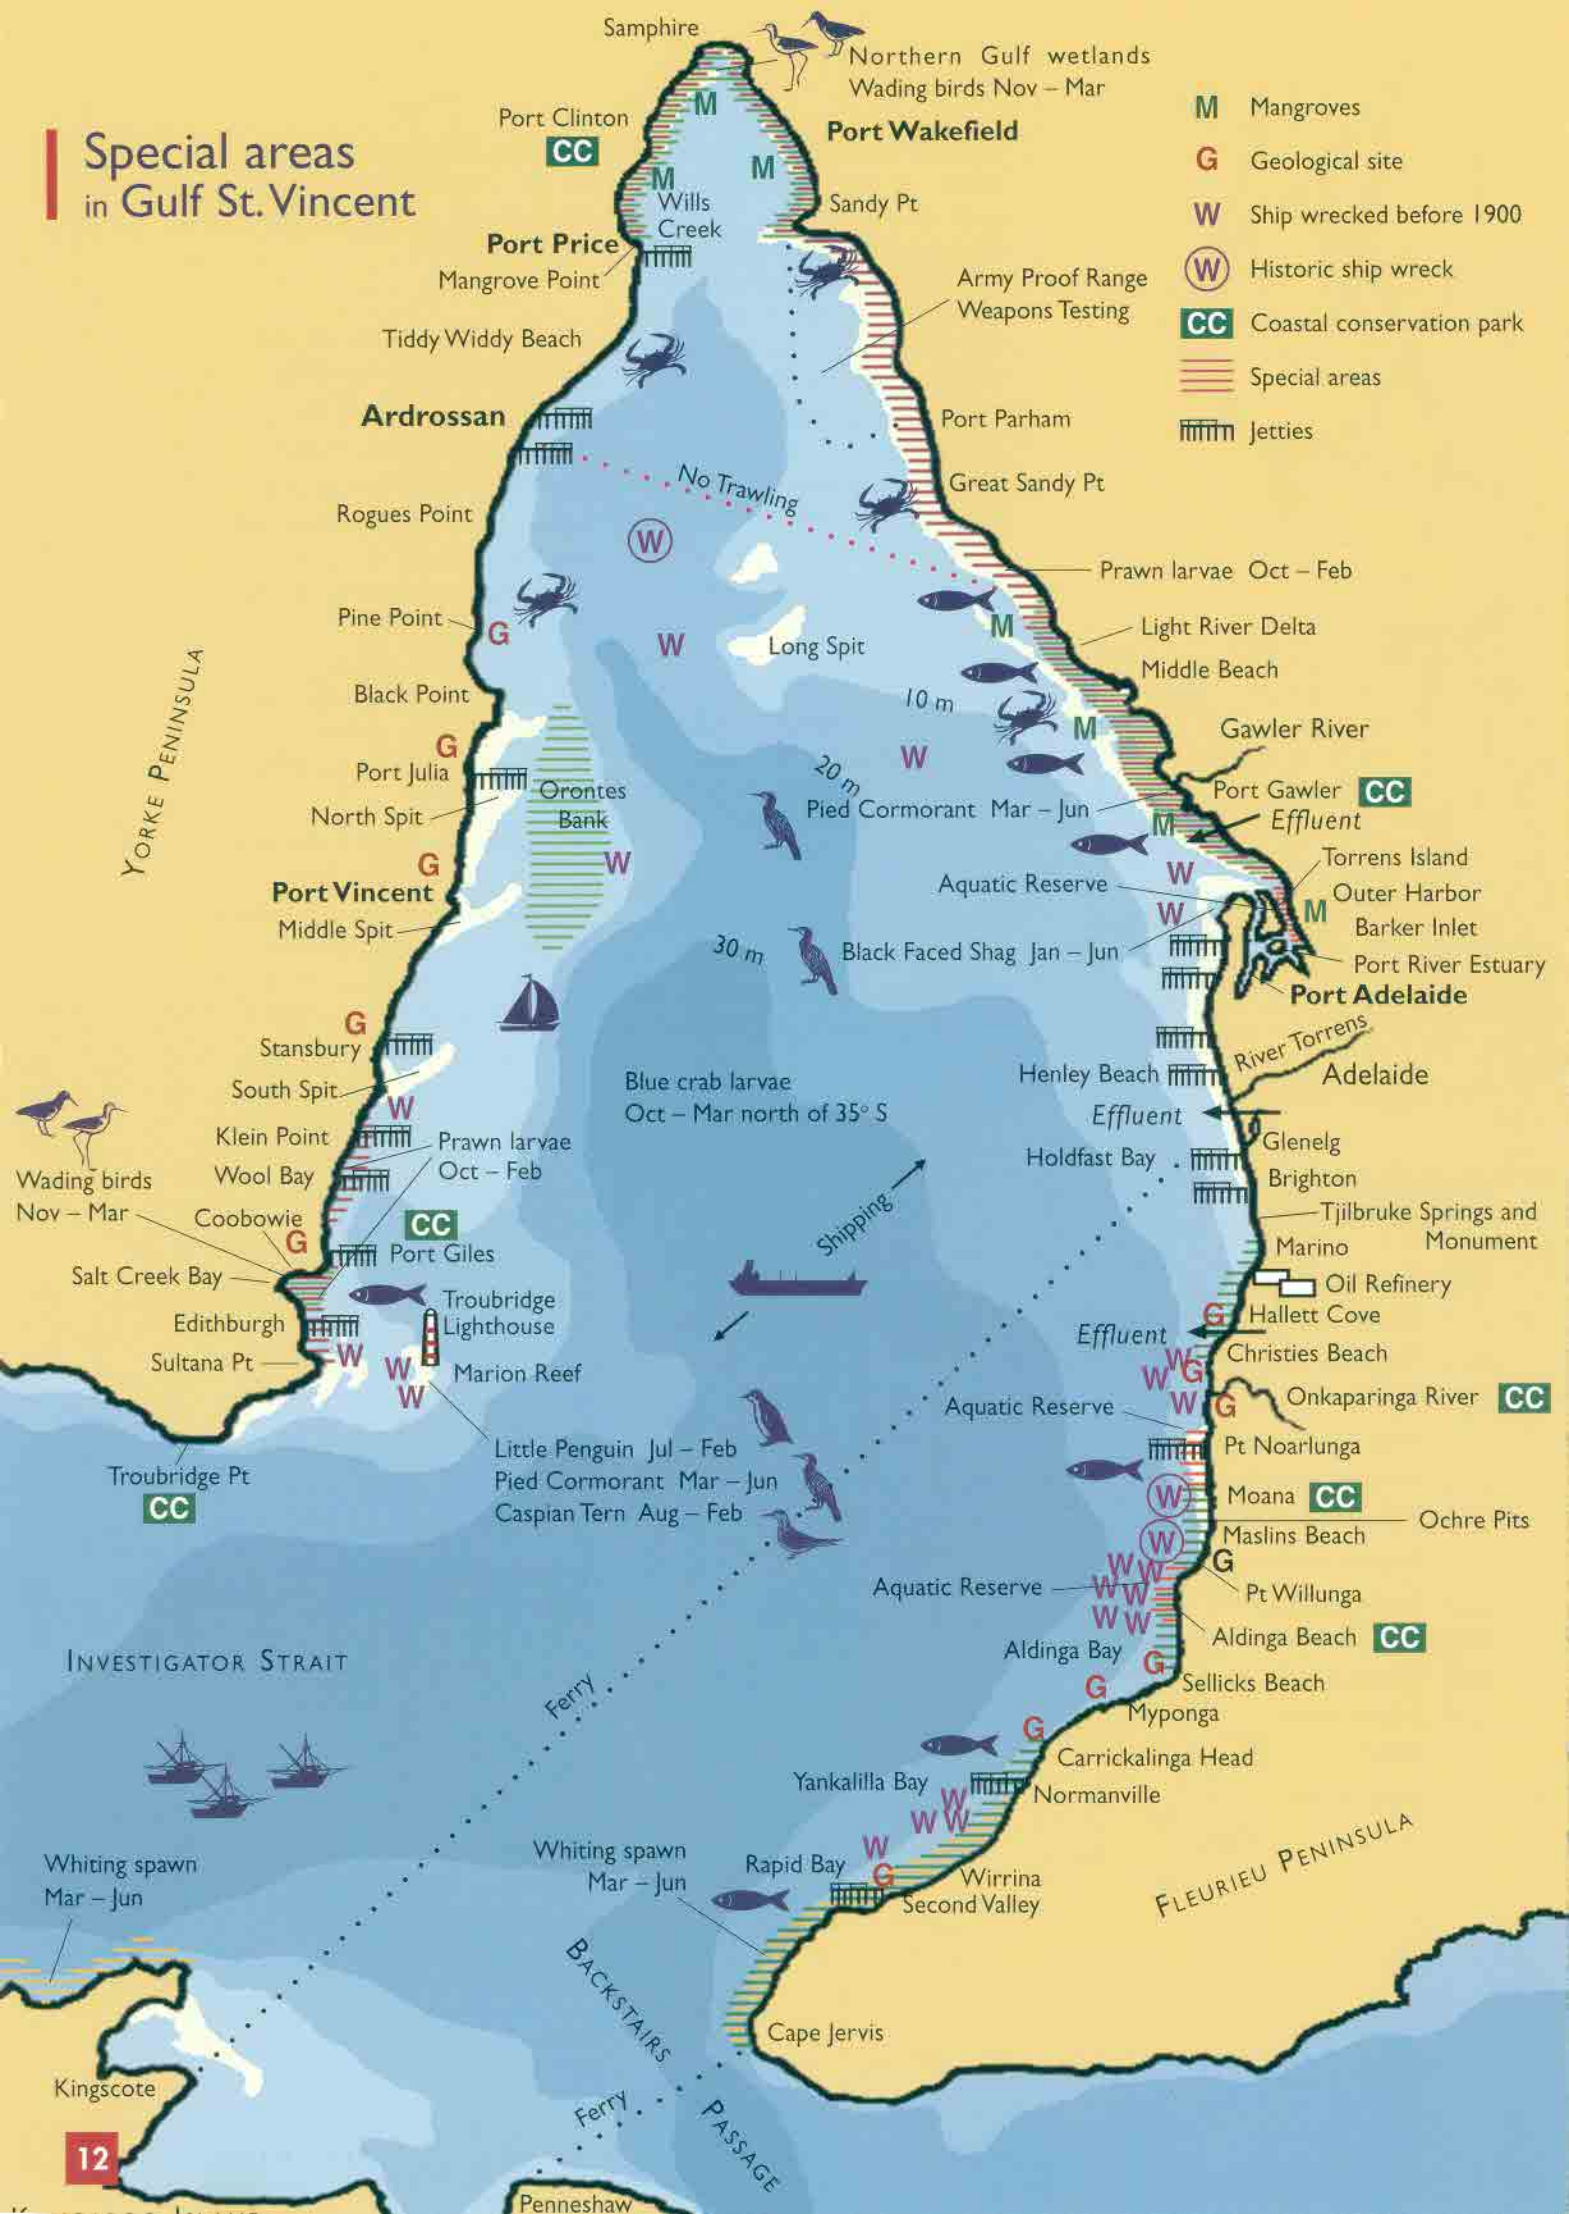 Special areas
in Gulf St. Vincent
Samphire
Northern Gulf wetlands
Wading birds Nov – Mar
Port Clinton
CC
Port Wakefield
M
M
M
Wills
Creek
Sandy Pt
Port Price
Mangrove Point
M Mangroves
G Geological site
W Ship wrecked before 1900
W Historic ship wreck
CC Coastal conservation park
Special areas
Jetties
Army Proof Range
Weapons Testing
Tiddy Widdy Beach
Ardrossan
Port Parham
No Trawling
Great Sandy Pt
Rogues Point
W
Prawn larvae Oct – Feb
Pine Point
G
W
Long Spit
M
Light River Delta
Middle Beach
Black Point
10 m
M
Gawler River
G
W
Port Julia
20 m
Orontes
Bank
North Spit
Pied Cormorant Mar – Jun
Port Gawler CC
M
Effluent
YORKE PENINSULA
G
W
W
Torrens Island
Port Vincent
Aquatic Reserve
Outer Harbor
M
W
Middle Spit
Barker Inlet
30 m
Black Faced Shag Jan – Jun
Port River Estuary
Port Adelaide
G
Stansbury
River Torrens
South Spit
Blue crab larvae
Oct – Mar north of 35° S
Henley Beach
Adelaide
W
Effluent
Klein Point
Prawn larvae
Oct – Feb
Glenelg
Holdfast Bay
Wool Bay
Brighton
Wading birds
Nov – Mar
Coobowie
G
CC
Port Giles
Shipping
Tjilbruke Springs and
Monument
Marino
Salt Creek Bay
Oil Refinery
Troubridge
Lighthouse
Edithburgh
G
Hallett Cove
Effluent
Sultana Pt
W
W
W
Marion Reef
W
W
G
Christies Beach
W
G
Onkaparinga River CC
Aquatic Reserve
Little Penguin Jul – Feb
Pied Cormorant Mar – Jun
Caspian Tern Aug – Feb
Pt Noarlunga
Troubridge Pt
CC
W
Moana CC
Ochre Pits
W
Maslins Beach
G
W
W
W
W
W
W
Aquatic Reserve
Pt Willunga
Aldinga Beach CC
Aldinga Bay
G
INVESTIGATOR STRAIT
G
Sellicks Beach
Ferry
Myponga
G
Carrickalinga Head
Yankalilla Bay
Normanville
W
W
W
W
Whiting spawn
Mar – Jun
Whiting spawn
Mar – Jun
Rapid Bay
G
Wirrina
Second Valley
FLEURIEU PENINSULA
BACKSTAIRS
PASSAGE
Cape Jervis
Kingscote
Ferry
12
Penneshaw